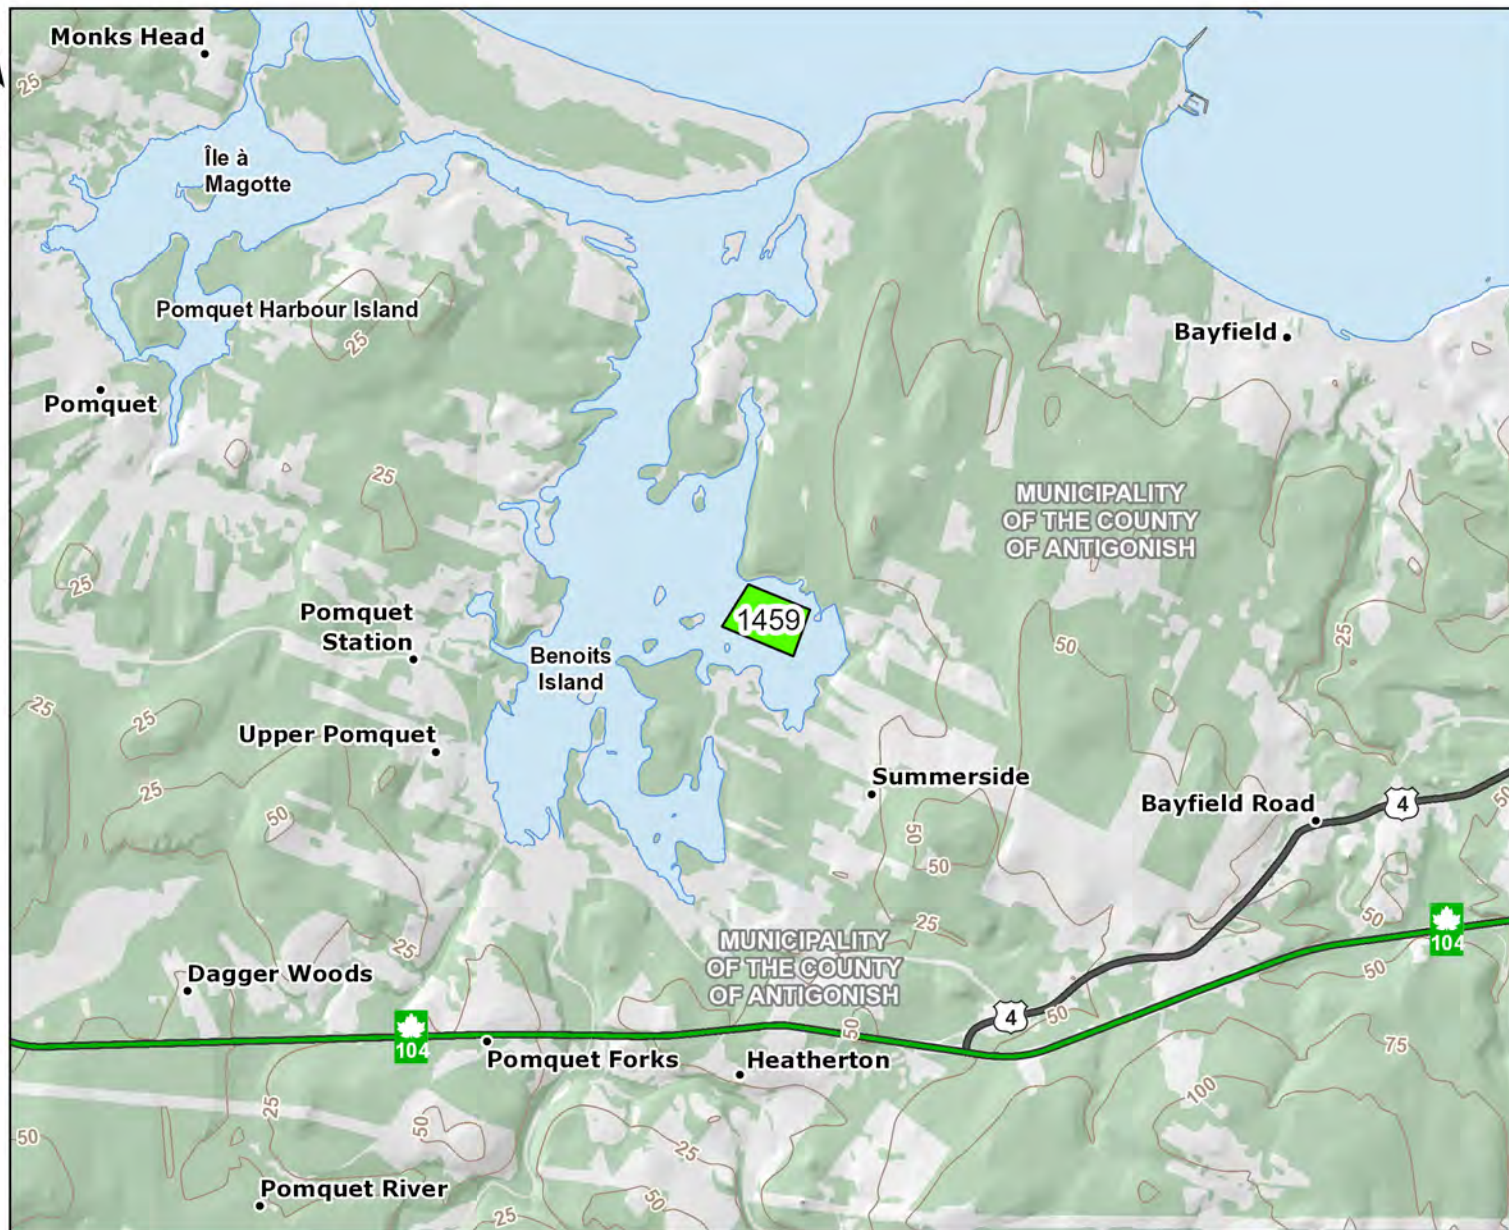 Monks Head
25
Île à
Magotte
Pomquet Harbour Island
25
Bayfield
Pomquet
25
MUNICIPALITY
OF THE COUNTY
OF ANTIGONISH
25
Pomquet
Station
1459
25
50
Benoits
Island
25
25
Upper Pomquet
Summerside
25
50
Bayfield Road
4
50
50
50
25
50
104
25
MUNICIPALITY
OF THE COUNTY
OF ANTIGONISH
50
Dagger Woods
4
50
104
50
Pomquet Forks
Heatherton
75
100
25
50
50
25
Pomquet River
50
25